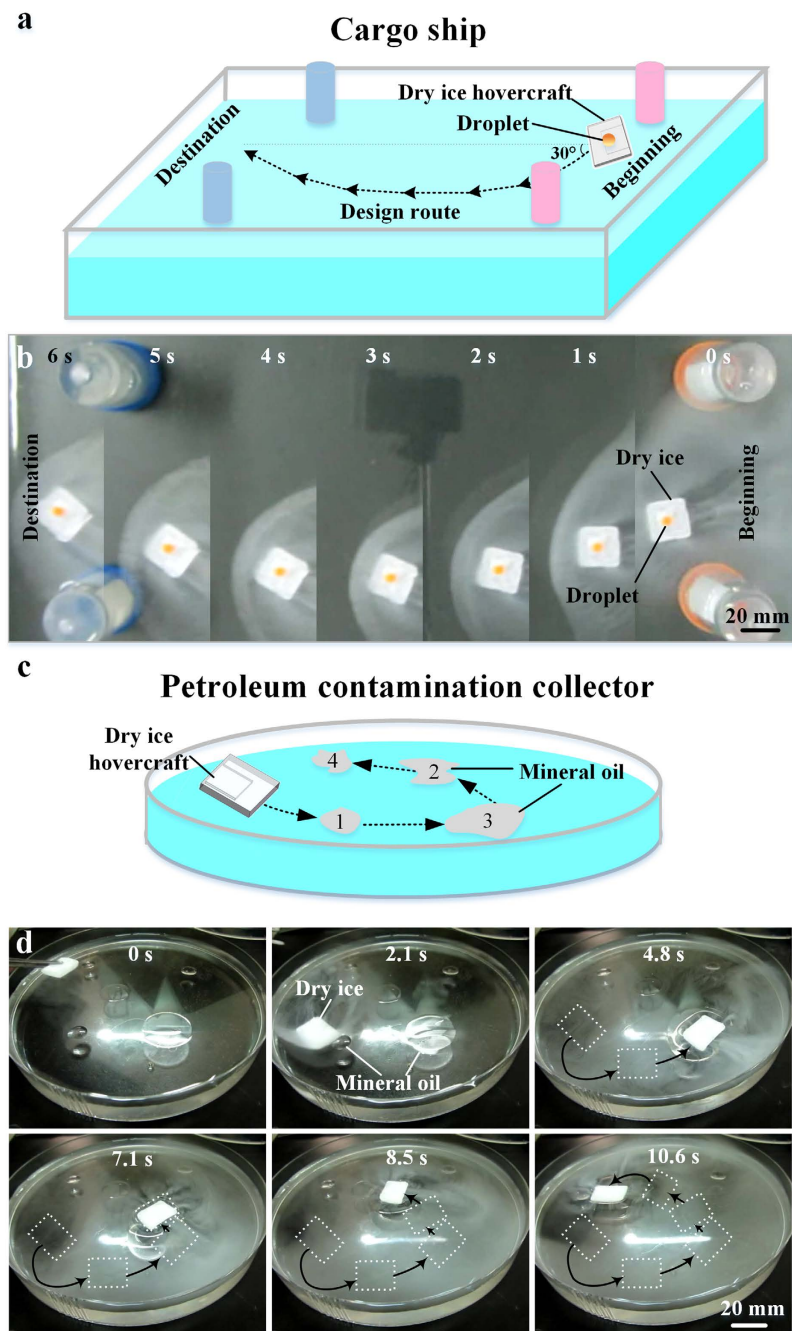 a
Cargo ship
Dry ice hovercraft
Droplet
Destination
30°
Beginning
Design route
b
6 s
5 s
4 s
3 s
2 s
1 s
0 s
Destination
Dry ice
Beginning
Droplet
20 mm
c
Petroleum contamination collector
Dry ice
hovercraft
4
2
Mineral oil
1
3
d
0 s
2.1 s
4.8 s
Dry ice
Mineral oil
7.1 s
8.5 s
10.6 s
20 mm